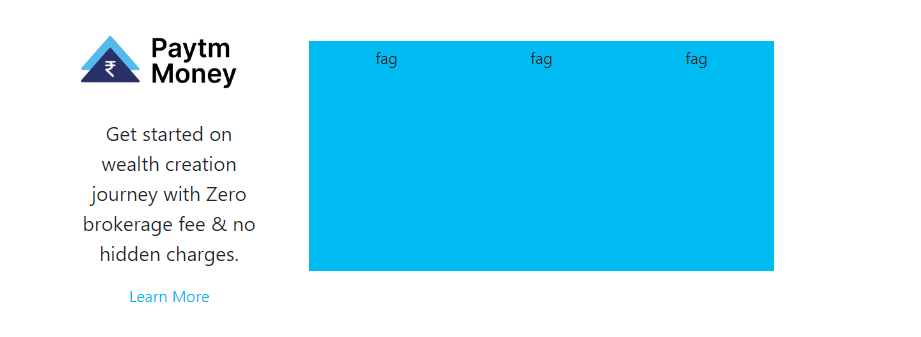 ₹
Paytm
Money
Get started on
wealth creation
journey with Zero
brokerage fee & no
hidden charges.
Learn More
fag fag fag